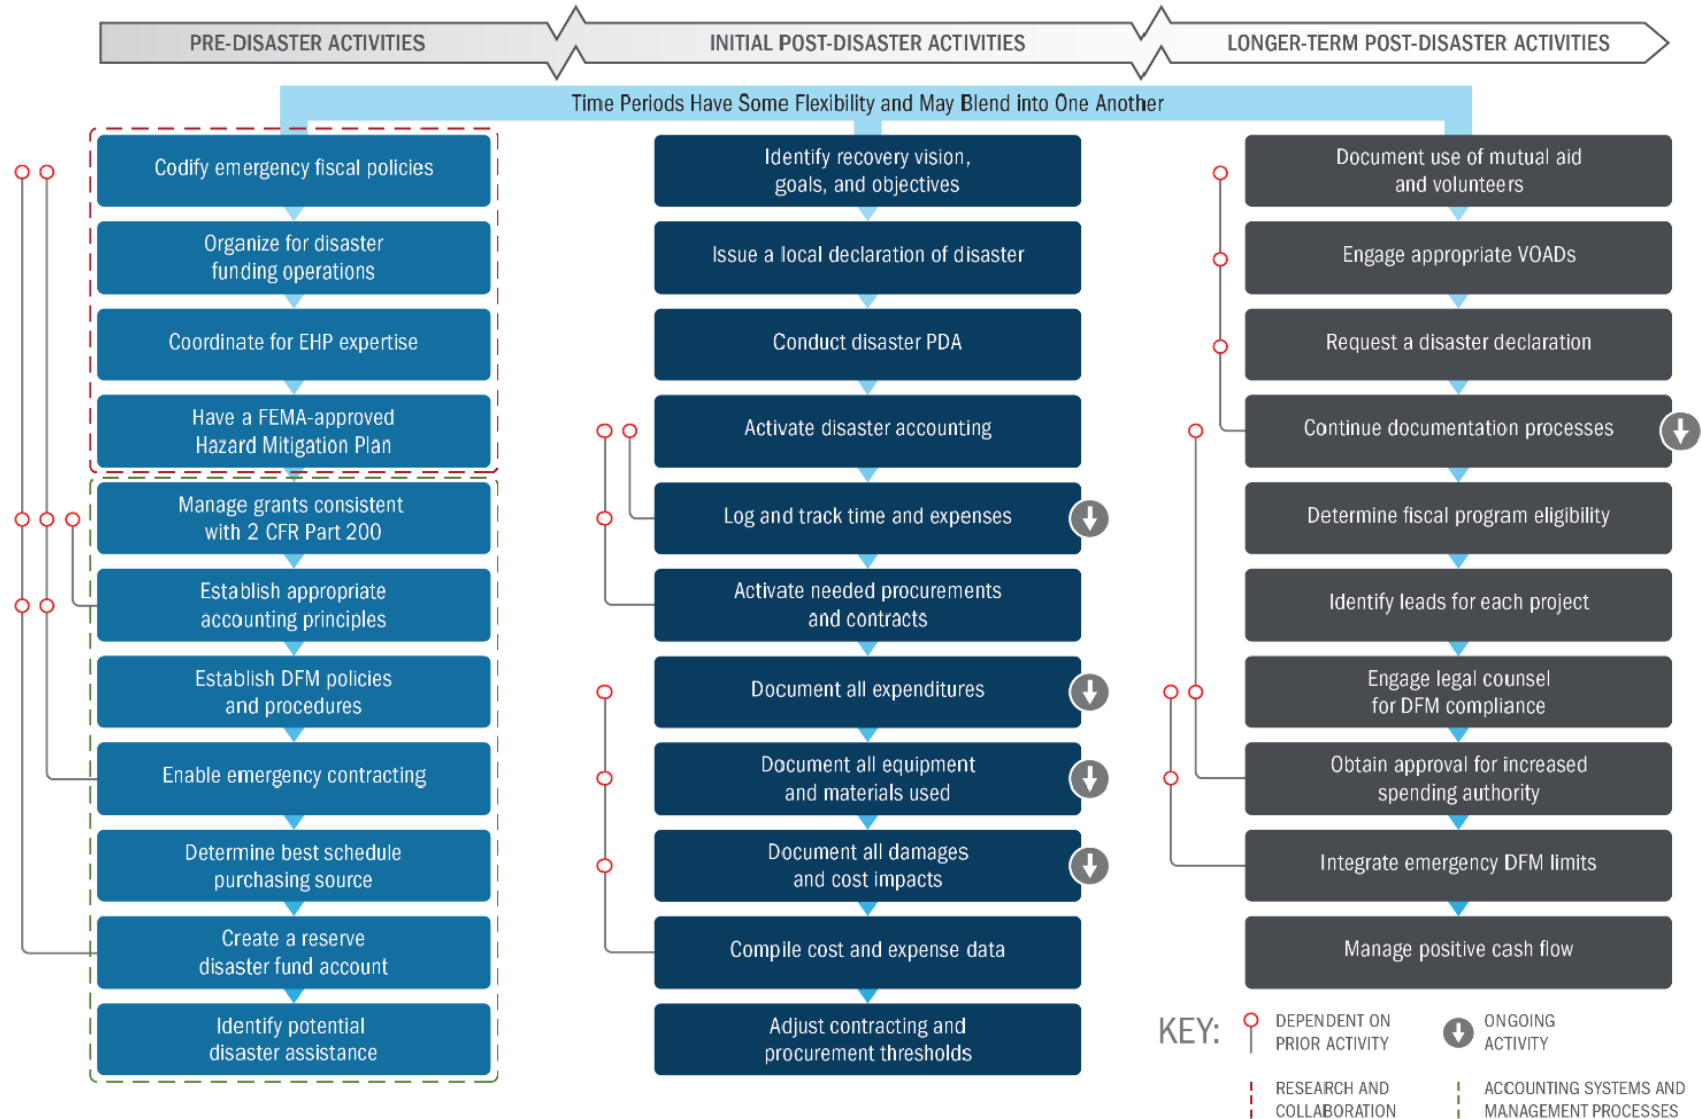 PRE-DISASTER ACTIVITIES
INITIAL POST-DISASTER ACTIVITIES
LONGER-TERM POST-DISASTER ACTIVITIES
Time Periods Have Some Flexibility and May Blend into One Another
Codify emergency fiscal policies
Organize for disaster
funding operations
Coordinate for EHP expertise
Have a FEMA-approved
Hazard Mitigation Plan
Manage grants consistent
with 2 CFR Part 200
Establish appropriate
accounting principles
Establish DFM policies
and procedures
Enable emergency contracting
Determine best schedule
purchasing source
Create a reserve
disaster fund account
Identify potential
disaster assistance
Identify recovery vision,
goals, and objectives
Issue a local declaration of disaster
Conduct disaster PDA
Activate disaster accounting
Log and track time and expenses
Activate needed procurements
and contracts
Document all expenditures
Document all equipment
and materials used
Document all damages
and cost impacts
Compile cost and expense data
Adjust contracting and
procurement thresholds
Document use of mutual aid
and volunteers
Engage appropriate VOADs
Request a disaster declaration
Continue documentation processes
Determine fiscal program eligibility
Identify leads for each project
Engage legal counsel
for DFM compliance
Obtain approval for increased
spending authority
Integrate emergency DFM limits
Manage positive cash flow
KEY:
DEPENDENT ON
PRIOR ACTIVITY
ONGOING
ACTIVITY
RESEARCH AND
COLLABORATION
ACCOUNTING SYSTEMS AND
MANAGEMENT PROCESSES